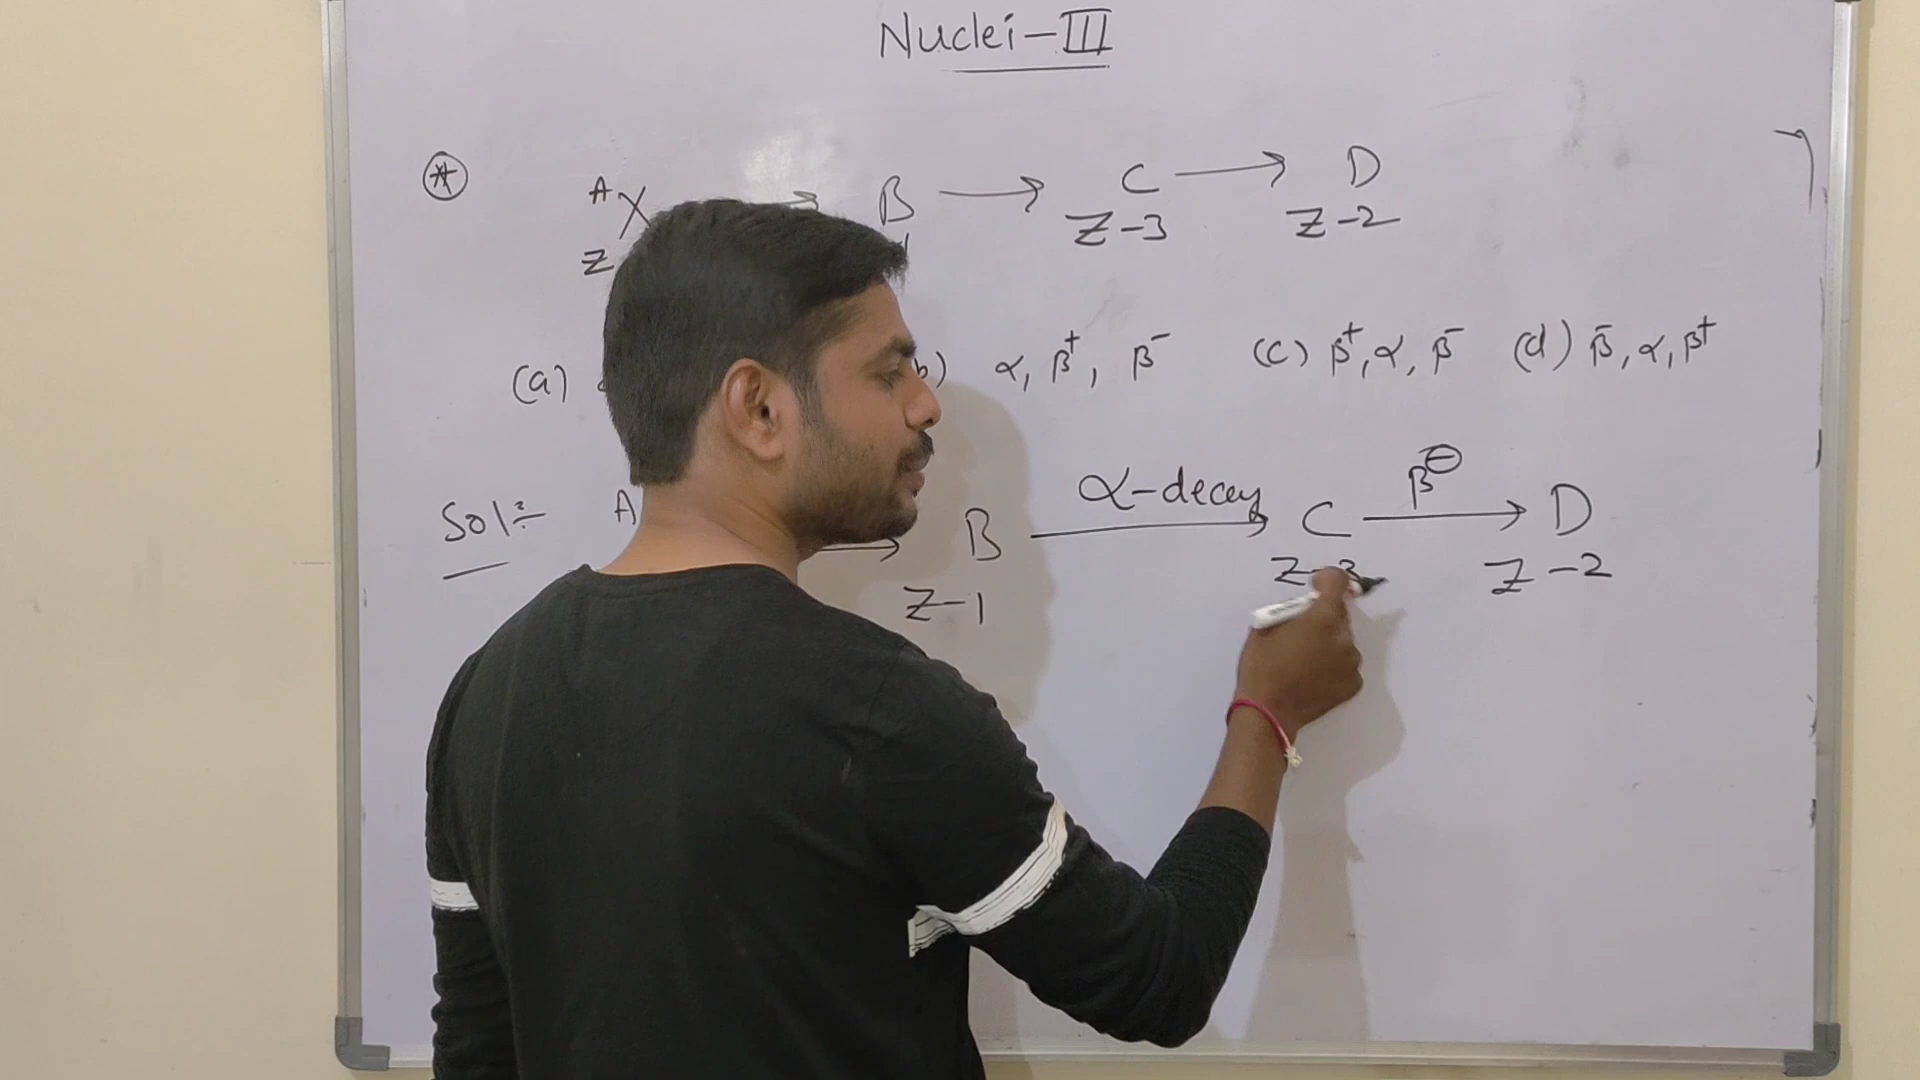 Nuclei-III
A X B → C → D
Z Z-3 Z-2
(a) b) α, β⁺, β⁻ (c) β⁺, α, β⁻ (d) β⁻, α, β⁺
Sol:- A → B α-decay → C β⊖ → D
Z-1 Z-3 Z-2